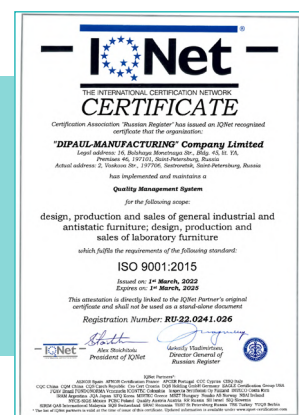 IQNet ®
THE INTERNATIONAL CERTIFICATION NETWORK
CERTIFICATE
Certification Association "Russian Register" has issued an IQNet recognized
certificate that the organization:
"DIPAUL-MANUFACTURING" Company Limited
Legal address: 16, Bolshaya Monetnaya Str., Bldg. 45, lit. YA,
Premises 46, 197101, Saint-Petersburg, Russia
Actual address: 2, Voskova Str., 197706, Sestroretsk, Saint-Petersburg, Russia
has implemented and maintains a
Quality Management System
for the following scope:
design, production and sales of general industrial and
antistatic furniture; design, production and
sales of laboratory furniture
which fulfils the requirements of the following standard:
ISO 9001:2015
Issued on: 1st March, 2022
Expires on: 1st March, 2025
This attestation is directly linked to the IQNet Partner's original
certificate and shall not be used as a stand-alone document
Registration Number: RU-22.0241.026
IQNet
Alex Stoichitoiu
President of IQNet
Arkadiy Vladimirtsev,
Director General of
Russian Register
IQNet Partners*: